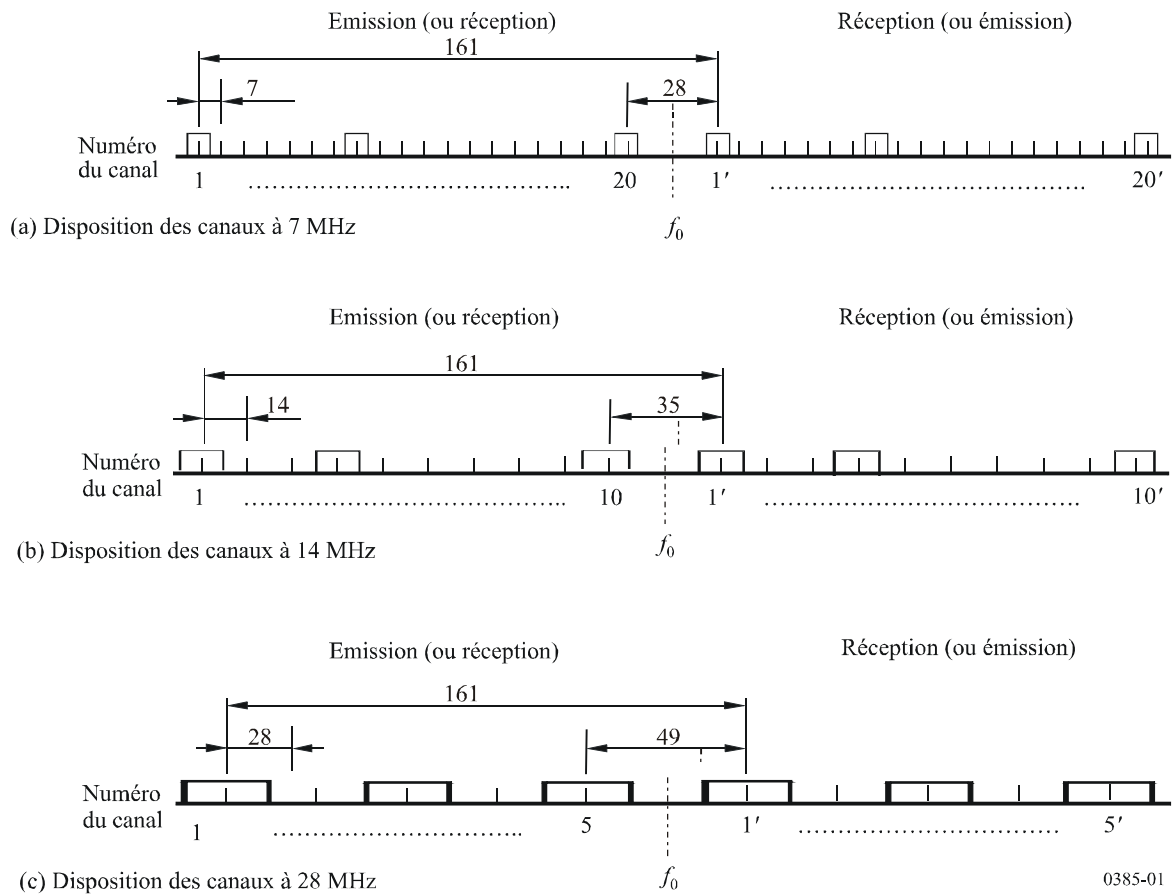 Emission (ou réception) Réception (ou émission)
161
7 28
Numéro
du canal
1 ........................................... 20 1′ ........................................... 20′
(a) Disposition des canaux à 7 MHz f0
Emission (ou réception) Réception (ou émission)
161
14 35
Numéro
du canal
1 ........................................... 10 1′ ........................................... 10′
(b) Disposition des canaux à 14 MHz f0
Emission (ou réception) Réception (ou émission)
161
28 49
Numéro
du canal
1 ................................. 5 1′ ................................... 5′
(c) Disposition des canaux à 28 MHz f0
0385-01